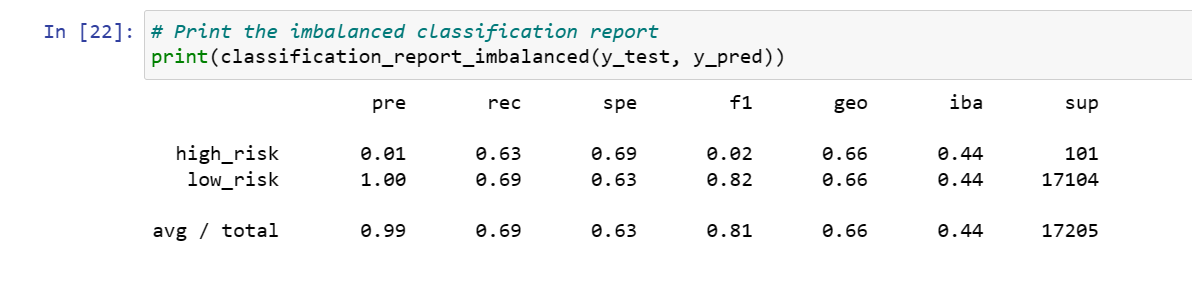 In [22]: # Print the imbalanced classification report
print(classification_report_imbalanced(y_test, y_pred))
pre rec spe f1 geo iba sup
high_risk 0.01 0.63 0.69 0.02 0.66 0.44 101
low_risk 1.00 0.69 0.63 0.82 0.66 0.44 17104
avg / total 0.99 0.69 0.63 0.81 0.66 0.44 17205